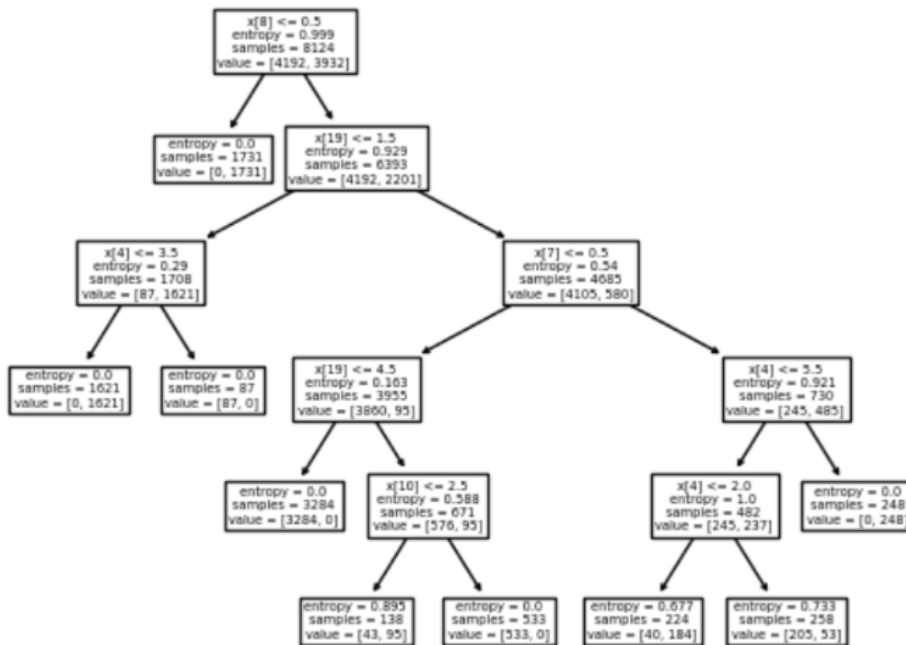 x[8] <= 0.5
entropy = 0.999
samples = 8124
value = [4192, 3932]
entropy = 0.0
samples = 1731
value = [0, 1731]
x[19] <= 1.5
entropy = 0.929
samples = 6393
value = [4192, 2201]
x[4] <= 3.5
entropy = 0.29
samples = 1708
value = [87, 1621]
x[7] <= 0.5
entropy = 0.54
samples = 4685
value = [4105, 580]
entropy = 0.0
samples = 1621
value = [0, 1621]
entropy = 0.0
samples = 87
value = [87, 0]
x[19] <= 4.5
entropy = 0.163
samples = 3955
value = [3860, 95]
x[4] <= 5.5
entropy = 0.921
samples = 730
value = [245, 485]
entropy = 0.0
samples = 3284
value = [3284, 0]
x[10] <= 2.5
entropy = 0.588
samples = 671
value = [576, 95]
x[4] <= 2.0
entropy = 1.0
samples = 482
value = [245, 237]
entropy = 0.0
samples = 248
value = [0, 248]
entropy = 0.895
samples = 138
value = [43, 95]
entropy = 0.0
samples = 533
value = [533, 0]
entropy = 0.677
samples = 224
value = [40, 184]
entropy = 0.733
samples = 258
value = [205, 53]